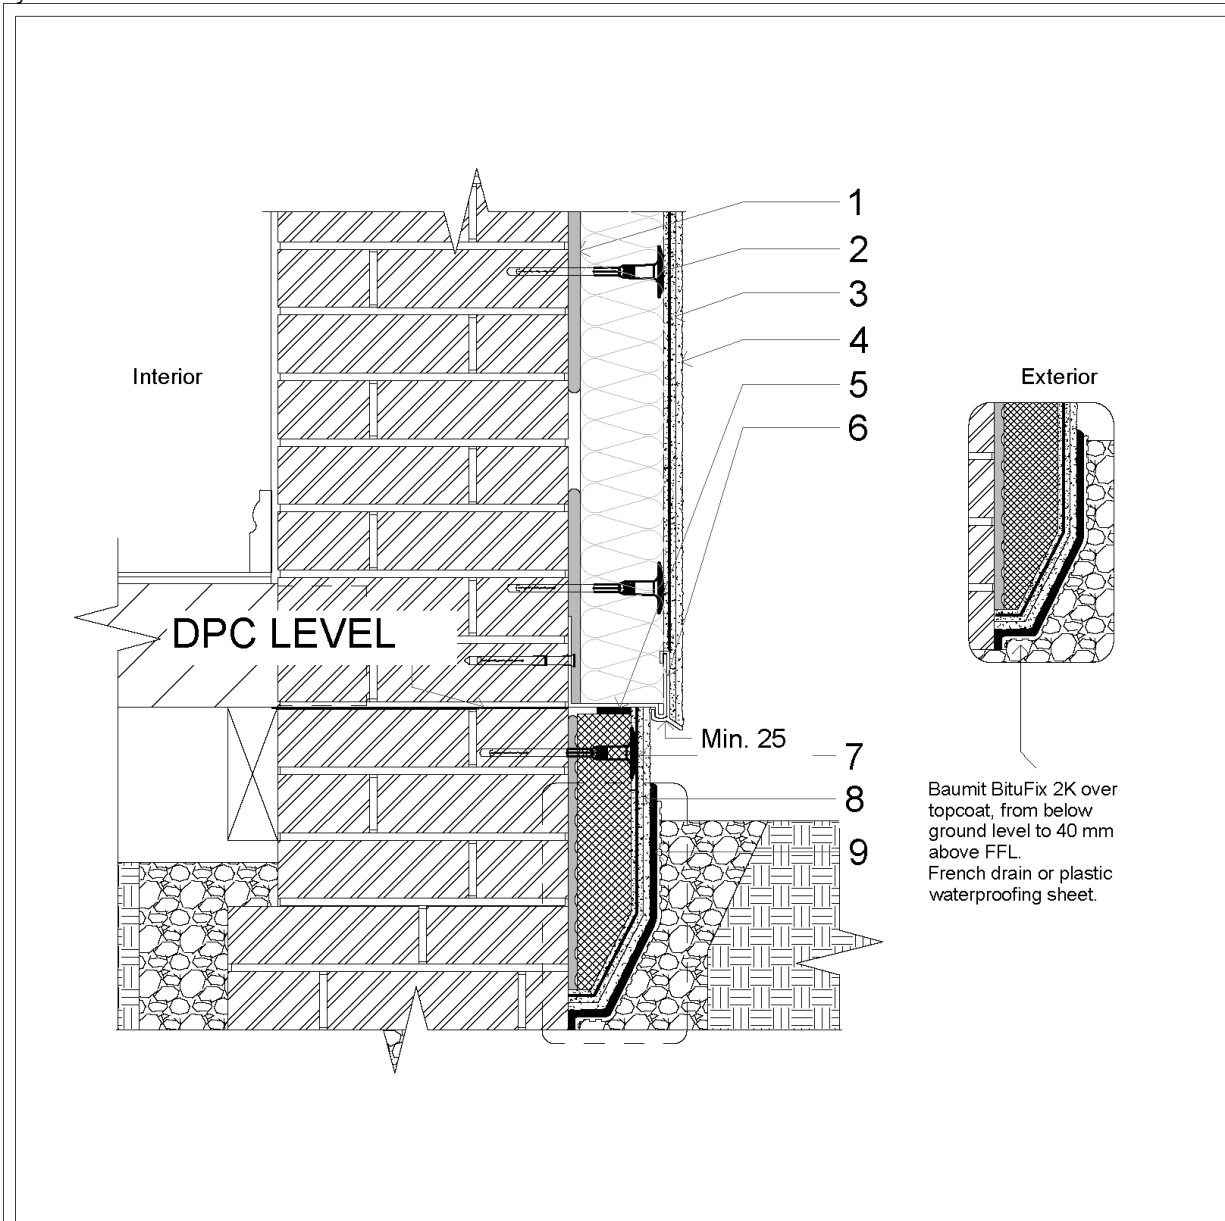 1
2
3
4
5
6
Interior
Exterior
DPC LEVEL
Min. 25
7
8
9
Baumit BituFix 2K over
topcoat, from below
ground level to 40 mm
above FFL.
French drain or plastic
waterproofing sheet.